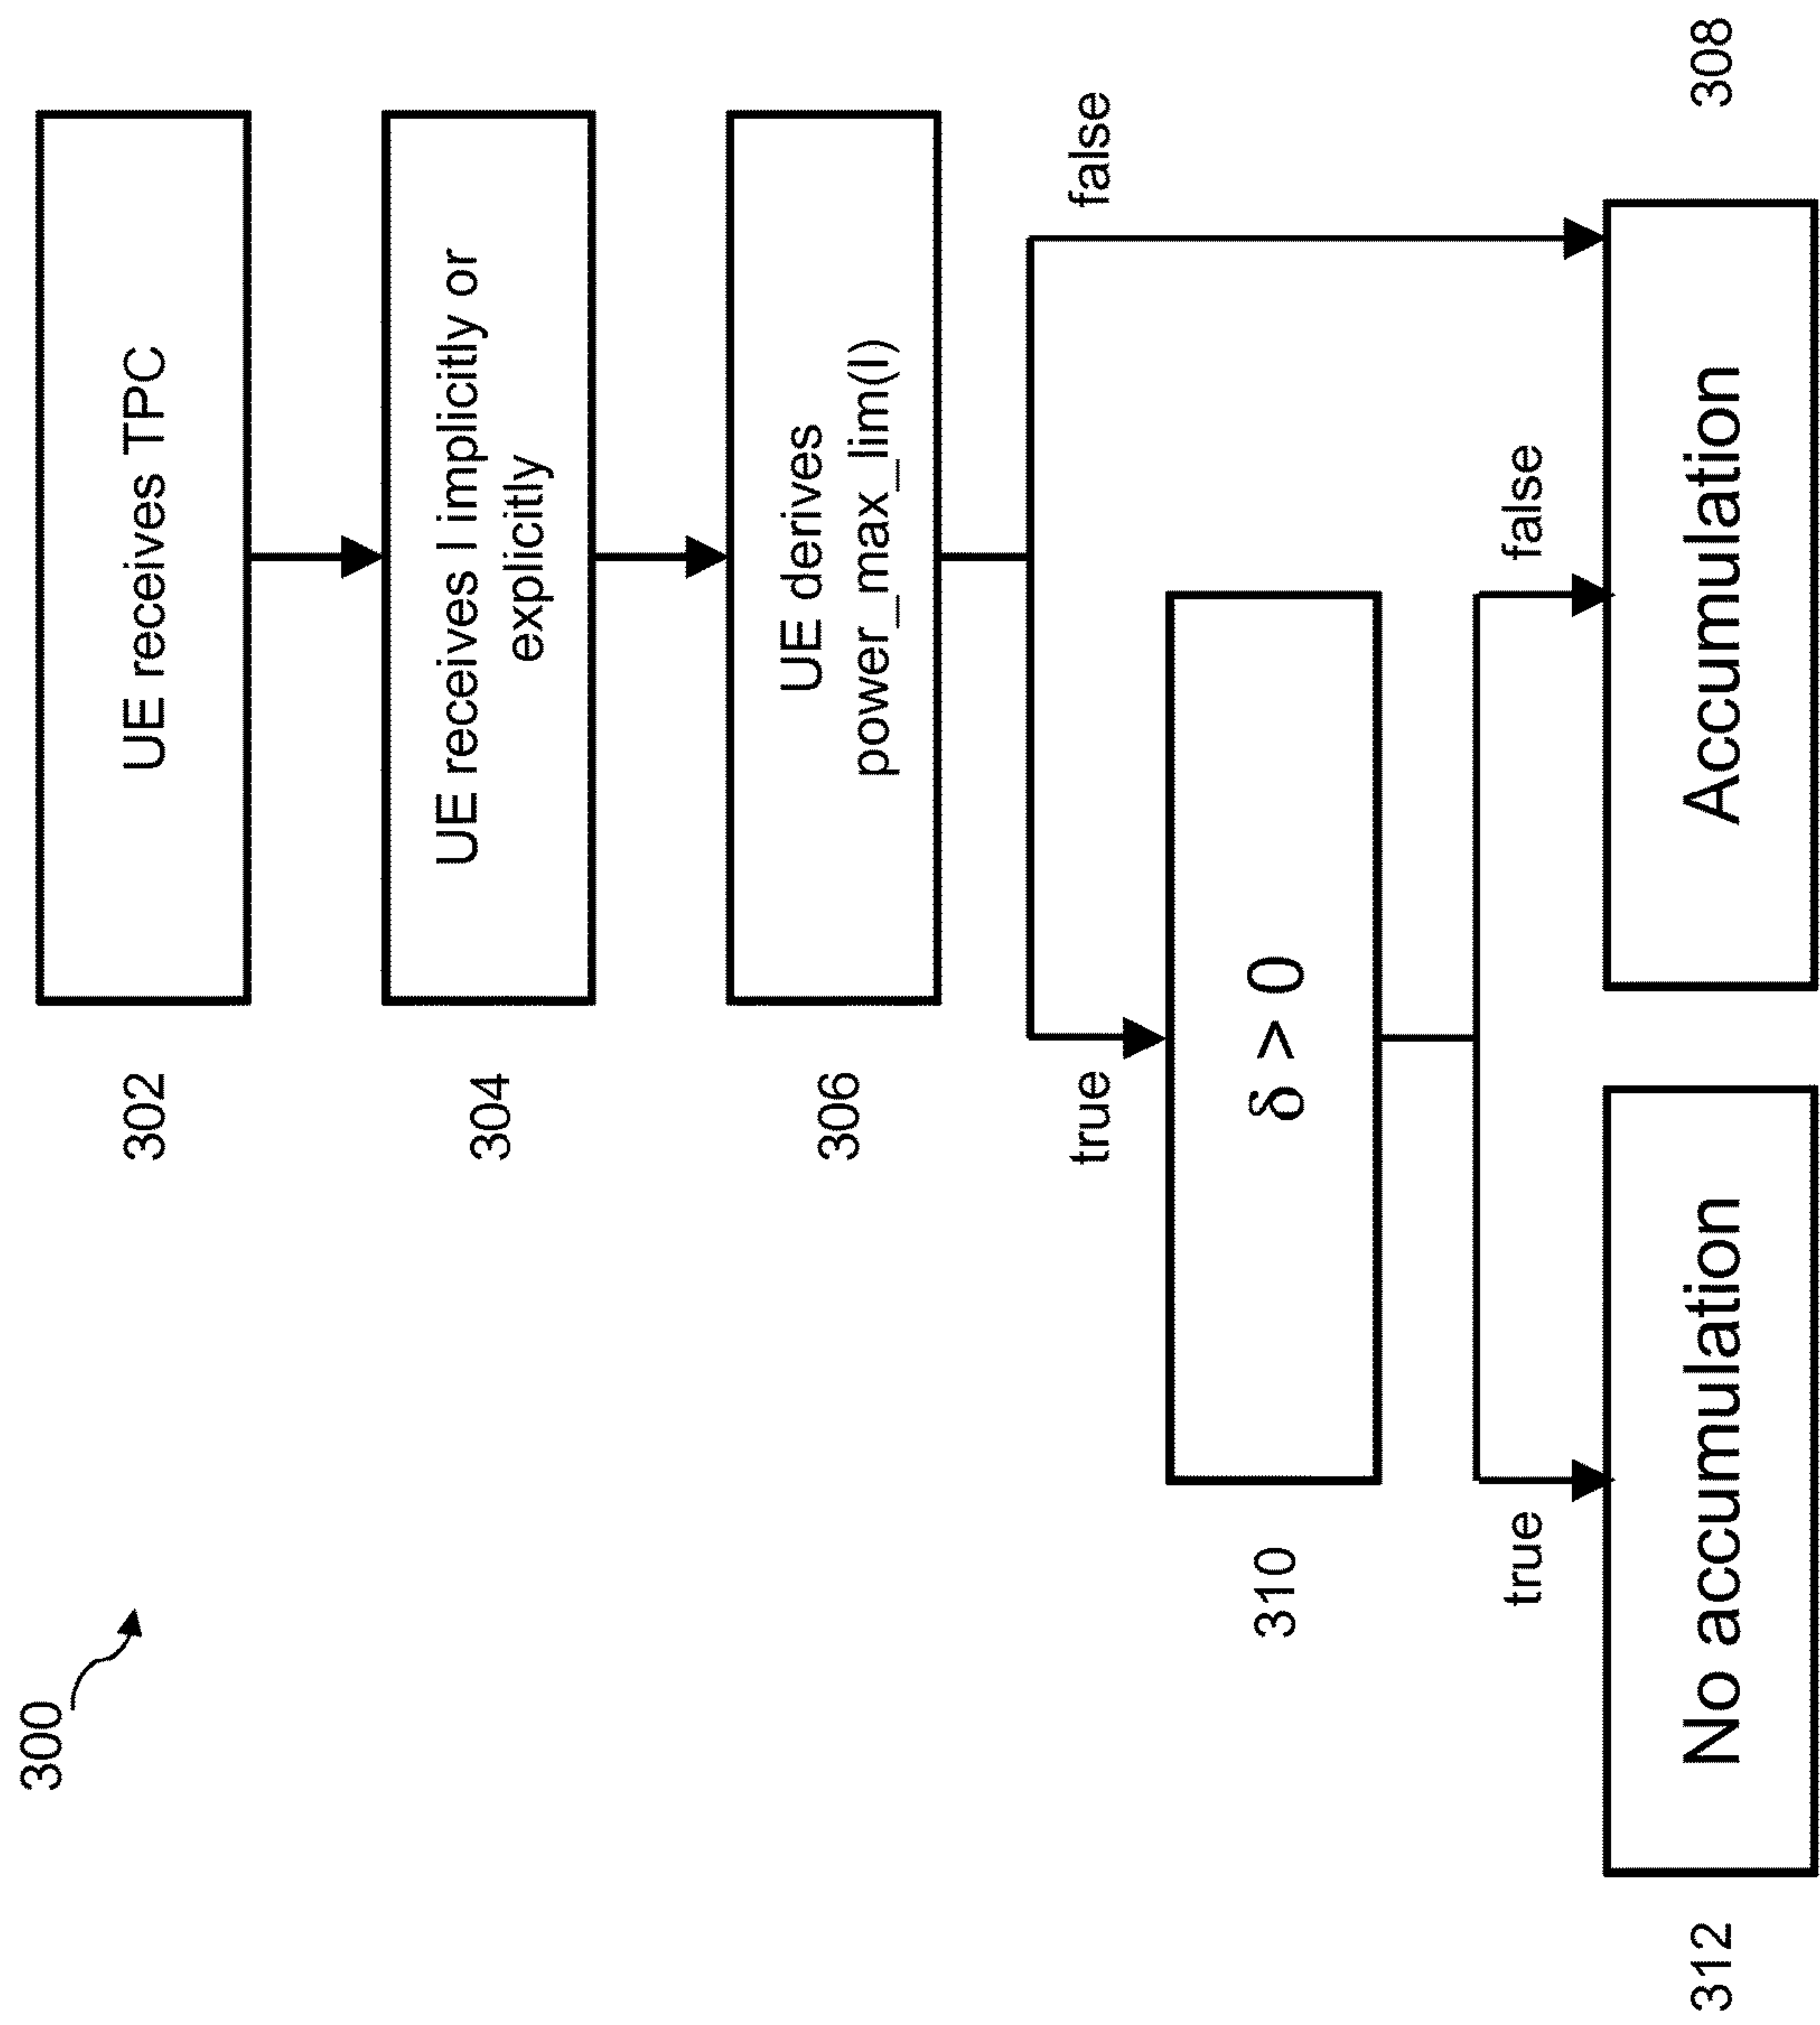 300
302
UE receives TPC
304
UE receives I implicitly or
explicitly
306
UE derives
power_max_lim(I)
true
false
310
δ > 0
true
false
312
No accumulation
Accumulation
308